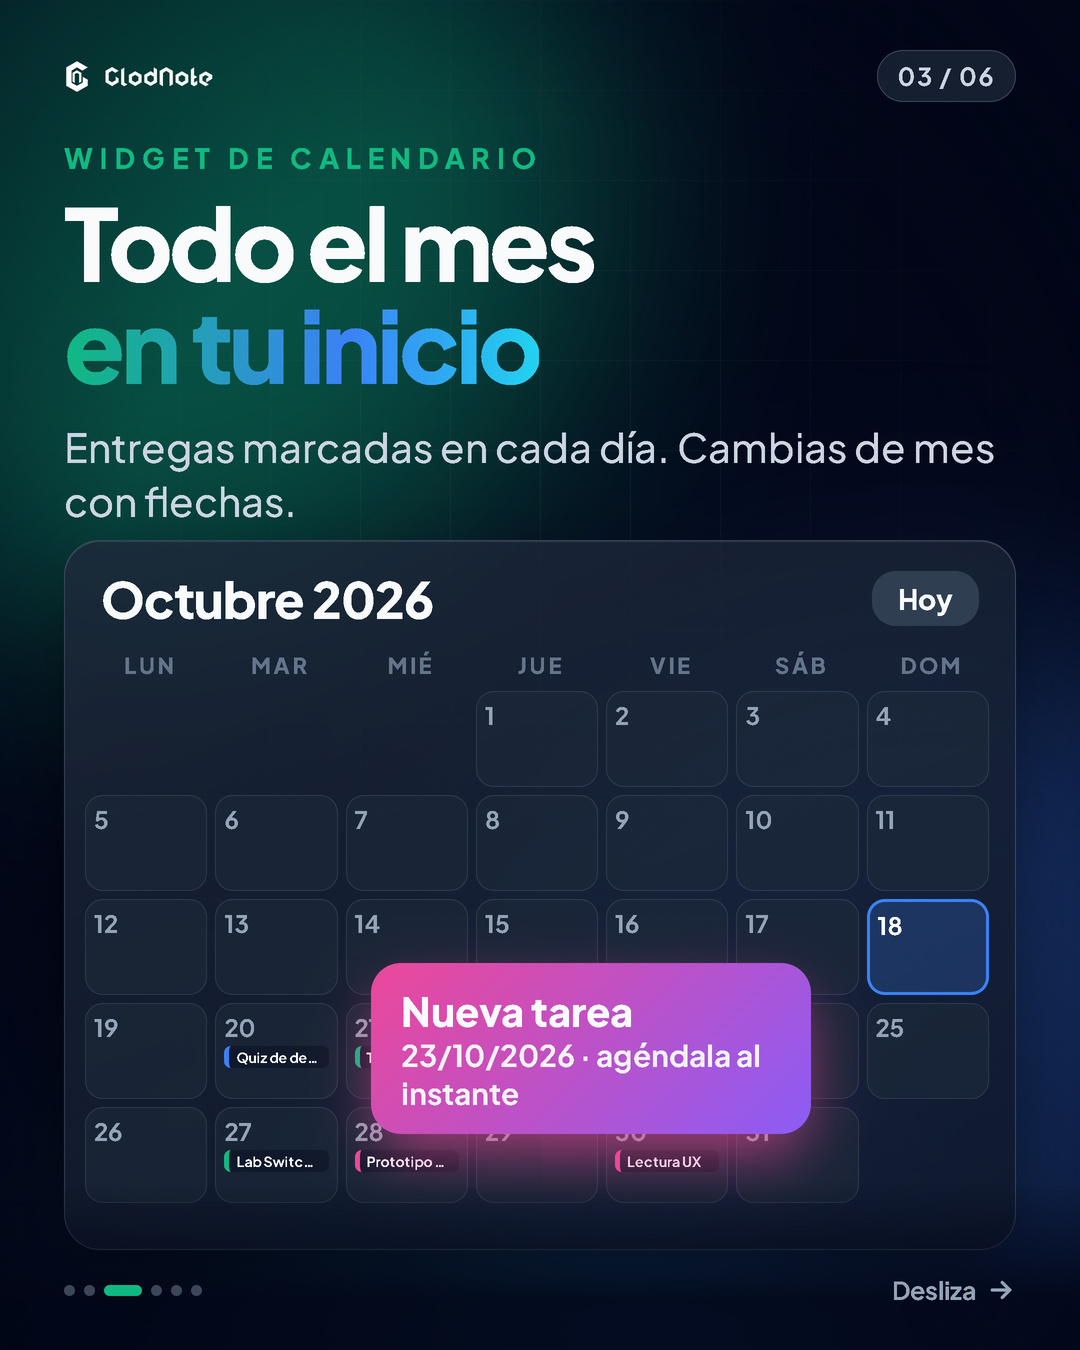 ClodNote
03 / 06
WIDGET DE CALENDARIO
Todo el mes
en tu inicio
Entregas marcadas en cada día. Cambias de mes
con flechas.
Octubre 2026
Hoy
LUN MAR MIÉ JUE VIE SÁB DOM
1 2 3 4
5 6 7 8 9 10 11
12 13 14 15 16 17 18
19 20 25
Quiz de de...
Nueva tarea
23/10/2026 · agéndala al
instante
26 27 28 29 30 31
Lab Switc... Prototipo ... Lectura UX
Desliza →